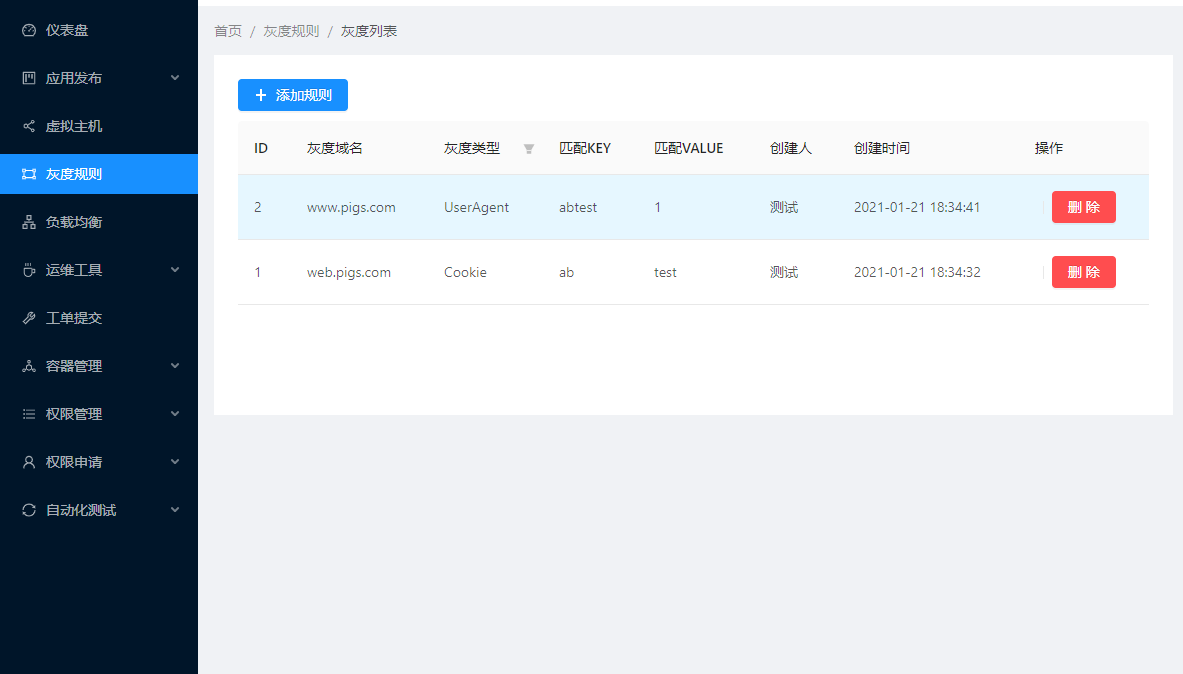 仪表盘
应用发布
虚拟主机
灰度规则
负载均衡
运维工具
工单提交
容器管理
权限管理
权限申请
自动化测试
首页 / 灰度规则 / 灰度列表
+ 添加规则
ID 灰度域名 灰度类型 匹配KEY 匹配VALUE 创建人 创建时间 操作
2 www.pigs.com UserAgent abtest 1 测试 2021-01-21 18:34:41 删 除
1 web.pigs.com Cookie ab test 测试 2021-01-21 18:34:32 删 除